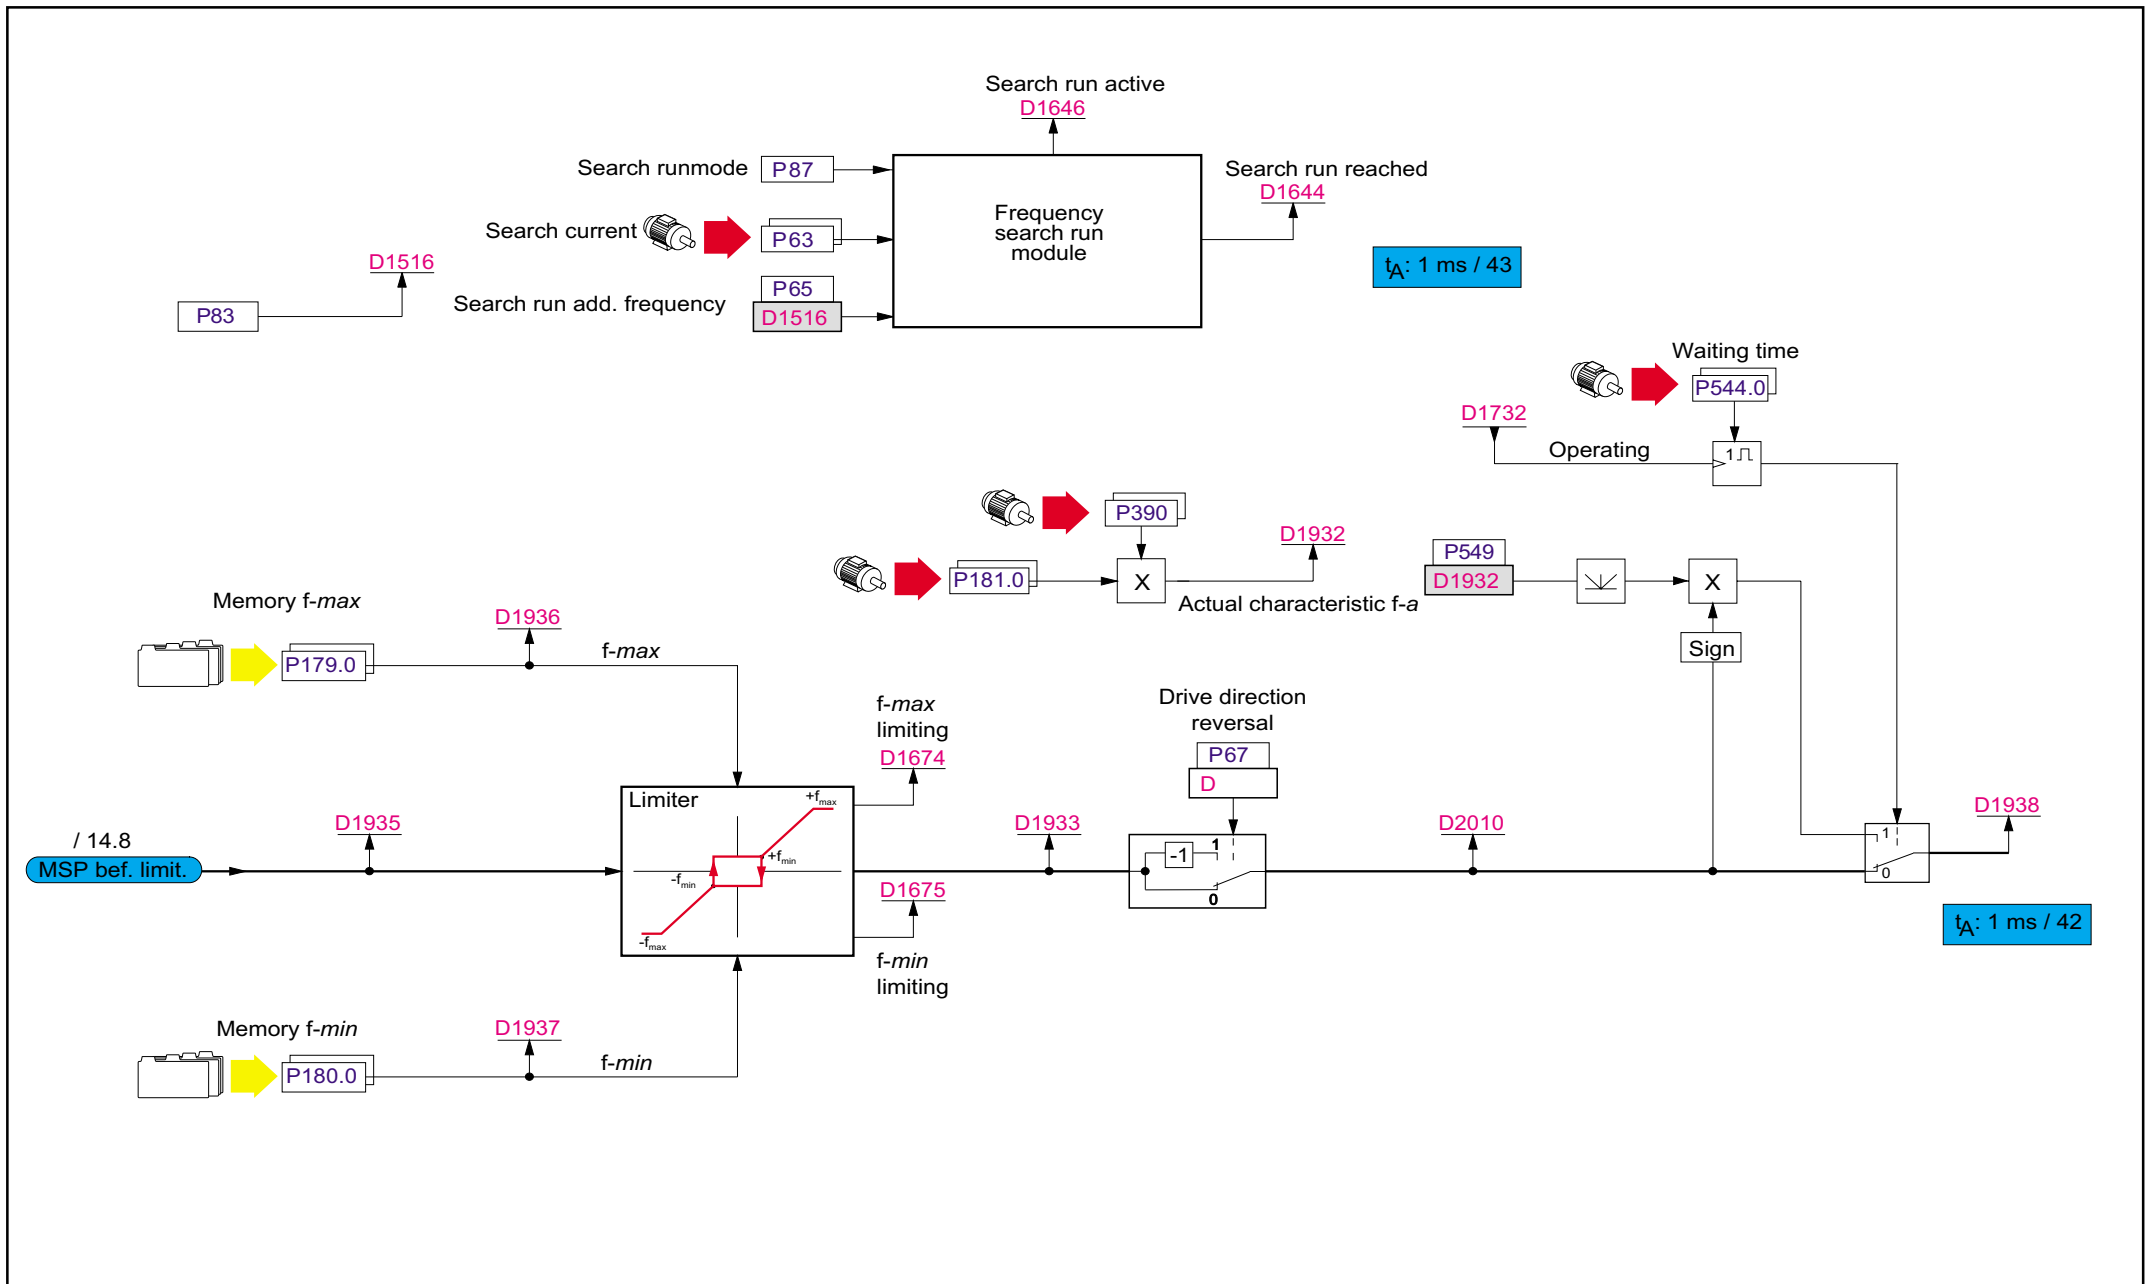 Search run active
D1646
Search runmode
P87
Search run reached
D1644
Frequency
search run
module
Search current
P63
D1516
tA: 1 ms / 43
P65
Search run add. frequency
D1516
P83
Waiting time
P544.0
D1732
Operating
1
P390
D1932
P549
P181.0
X
D1932
X
Actual characteristic f-a
Memory f-max
D1936
Sign
P179.0
f-max
f-max
limiting
D1674
Drive direction
reversal
P67
D
Limiter
+fmax
D1938
/ 14.8
D1935
D1933
D2010
1
1
-1
+fmin
MSP bef. limit.
-fmin
0
D1675
0
tA: 1 ms / 42
-fmax
f-min
limiting
Memory f-min
D1937
P180.0
f-min